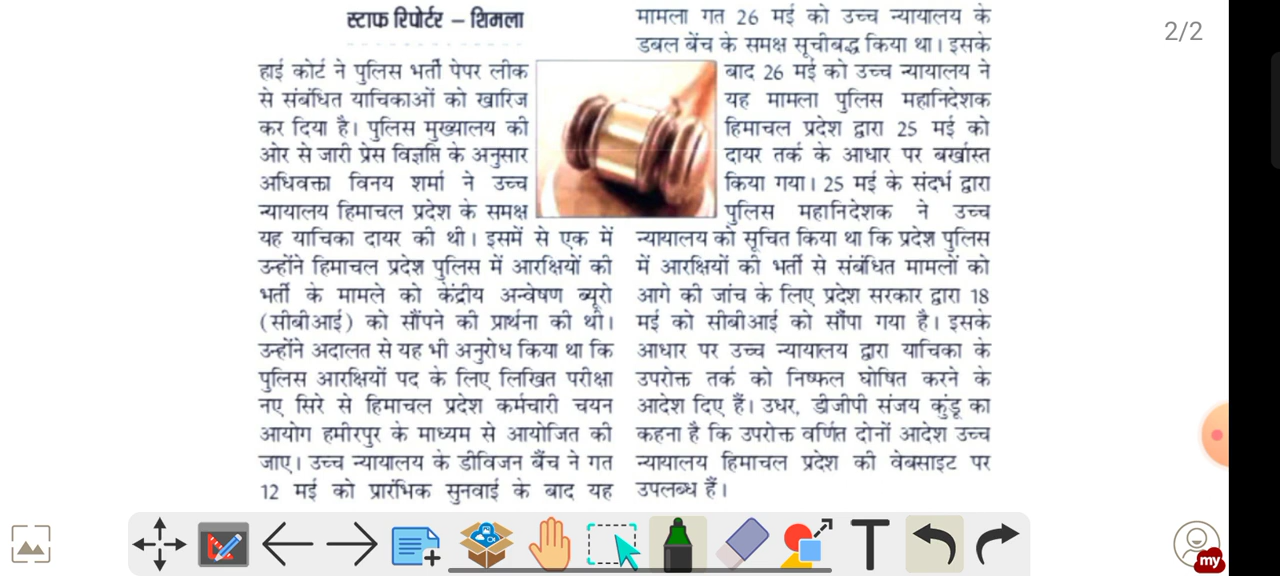 स्टाफ रिपोर्टर – शिमला
हाई कोर्ट ने पुलिस भर्ती पेपर लीक
से संबंधित याचिकाओं को खारिज
कर दिया है। पुलिस मुख्यालय की
ओर से जारी प्रेस विज्ञप्ति के अनुसार
अधिवक्ता विनय शर्मा ने उच्च
न्यायालय हिमाचल प्रदेश के समक्ष
यह याचिका दायर की थी। इसमें से एक में
उन्होंने हिमाचल प्रदेश पुलिस में आरक्षियों की
भर्ती के मामले को केंद्रीय अन्वेषण ब्यूरो
(सीबीआई) को सौंपने की प्रार्थना की थी।
उन्होंने अदालत से यह भी अनुरोध किया था कि
पुलिस आरक्षियों पद के लिए लिखित परीक्षा
नए सिरे से हिमाचल प्रदेश कर्मचारी चयन
आयोग हमीरपुर के माध्यम से आयोजित की
जाए। उच्च न्यायालय के डीविजन बैंच ने गत
12 मई को प्रारंभिक सुनवाई के बाद यह
मामला गत 26 मई को उच्च न्यायालय के
डबल बेंच के समक्ष सूचीबद्ध किया था। इसके
बाद 26 मई को उच्च न्यायालय ने
यह मामला पुलिस महानिदेशक
हिमाचल प्रदेश द्वारा 25 मई को
दायर तर्क के आधार पर बर्खास्त
किया गया। 25 मई के संदर्भ द्वारा
पुलिस महानिदेशक ने उच्च
न्यायालय को सूचित किया था कि प्रदेश पुलिस
में आरक्षियों की भर्ती से संबंधित मामलों को
आगे की जांच के लिए प्रदेश सरकार द्वारा 18
मई को सीबीआई को सौंपा गया है। इसके
आधार पर उच्च न्यायालय द्वारा याचिका के
उपरोक्त तर्क को निष्फल घोषित करने के
आदेश दिए हैं। उधर, डीजीपी संजय कुंडू का
कहना है कि उपरोक्त वर्णित दोनों आदेश उच्च
न्यायालय हिमाचल प्रदेश की वेबसाइट पर
उपलब्ध हैं।
2/2
T
my